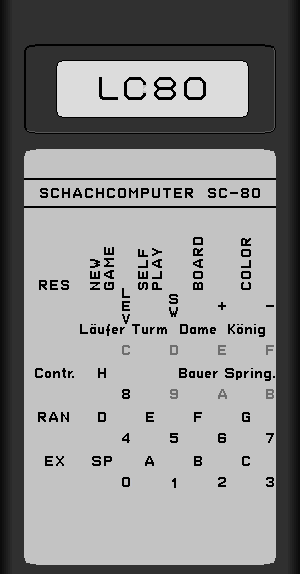 LC80
SCHACHCOMPUTER SC-80
RES NEW GAME SELF PLAY BOARD COLOR
LEV SW + -
Läufer Turm Dame König
C D E F
Contr. H Bauer Spring.
8 9 A B
RAN D E F G
4 5 6 7
EX SP A B C
0 1 2 3